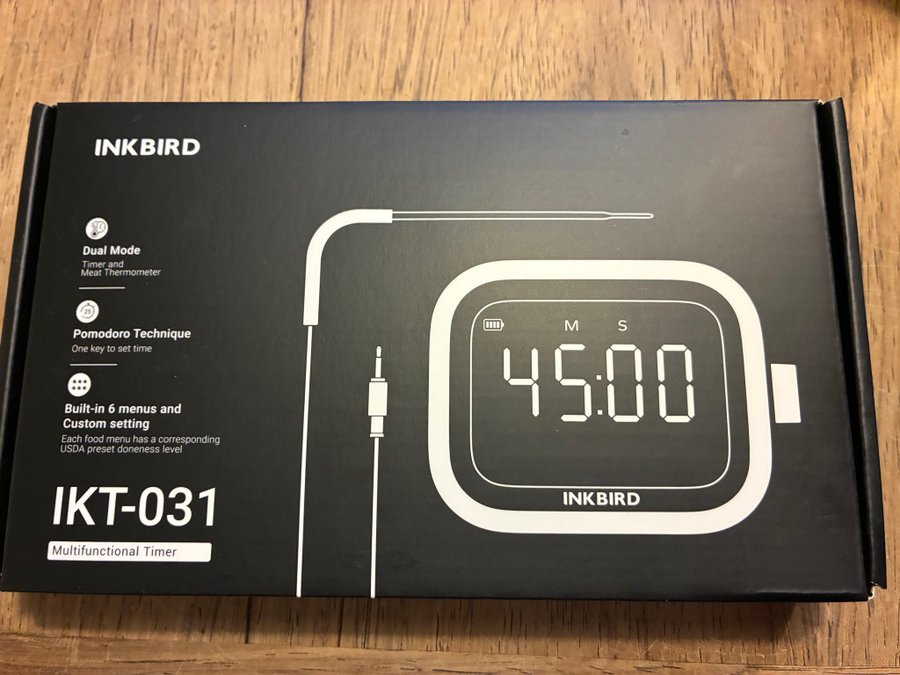 INKBIRD
Dual Mode
Timer and
Meat Thermometer
25
Pomodoro Technique
One key to set time
Built-in 6 menus and
Custom setting
Each food menu has a corresponding
USDA preset doneness level
IKT-031
Multifunctional Timer
M S
45:00
INKBIRD